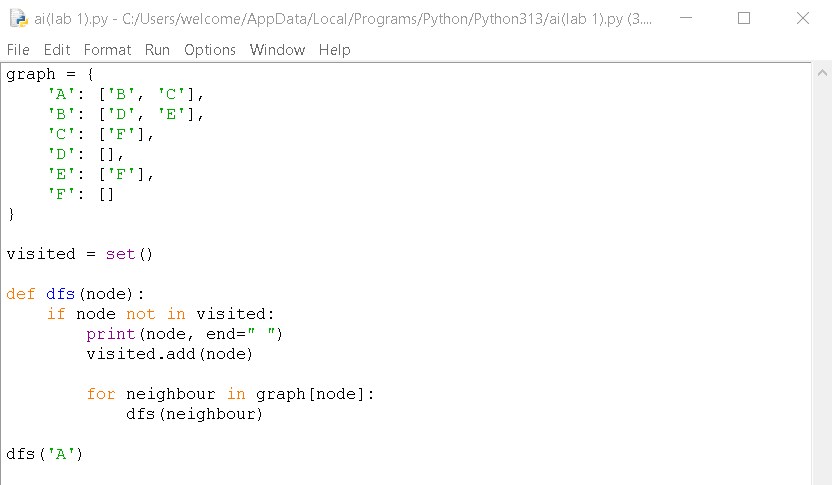 ai(lab 1).py - C:/Users/welcome/AppData/Local/Programs/Python/Python313/ai(lab 1).py (3....
File Edit Format Run Options Window Help
graph = {
    'A': ['B', 'C'],
    'B': ['D', 'E'],
    'C': ['F'],
    'D': [],
    'E': ['F'],
    'F': []
}

visited = set()

def dfs(node):
    if node not in visited:
        print(node, end=" ")
        visited.add(node)

        for neighbour in graph[node]:
            dfs(neighbour)

dfs('A')